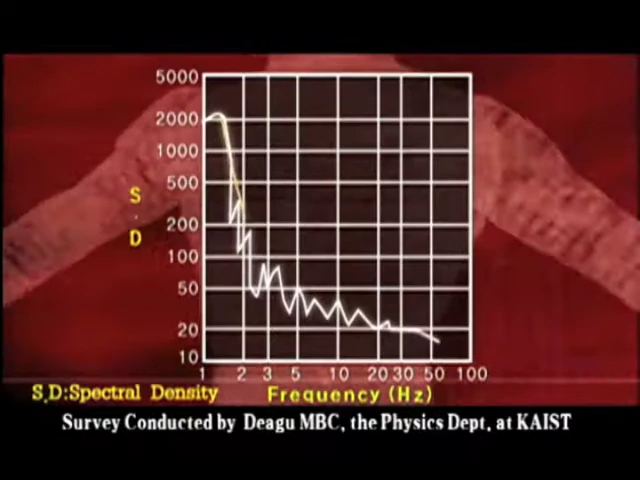 5000
2000
1000
500
200
100
50
20
10
S.D
1 2 3 5 10 20 30 50 100
S.D:Spectral Density
Frequency (Hz)
Survey Conducted by Deagu MBC, the Physics Dept, at KAIST